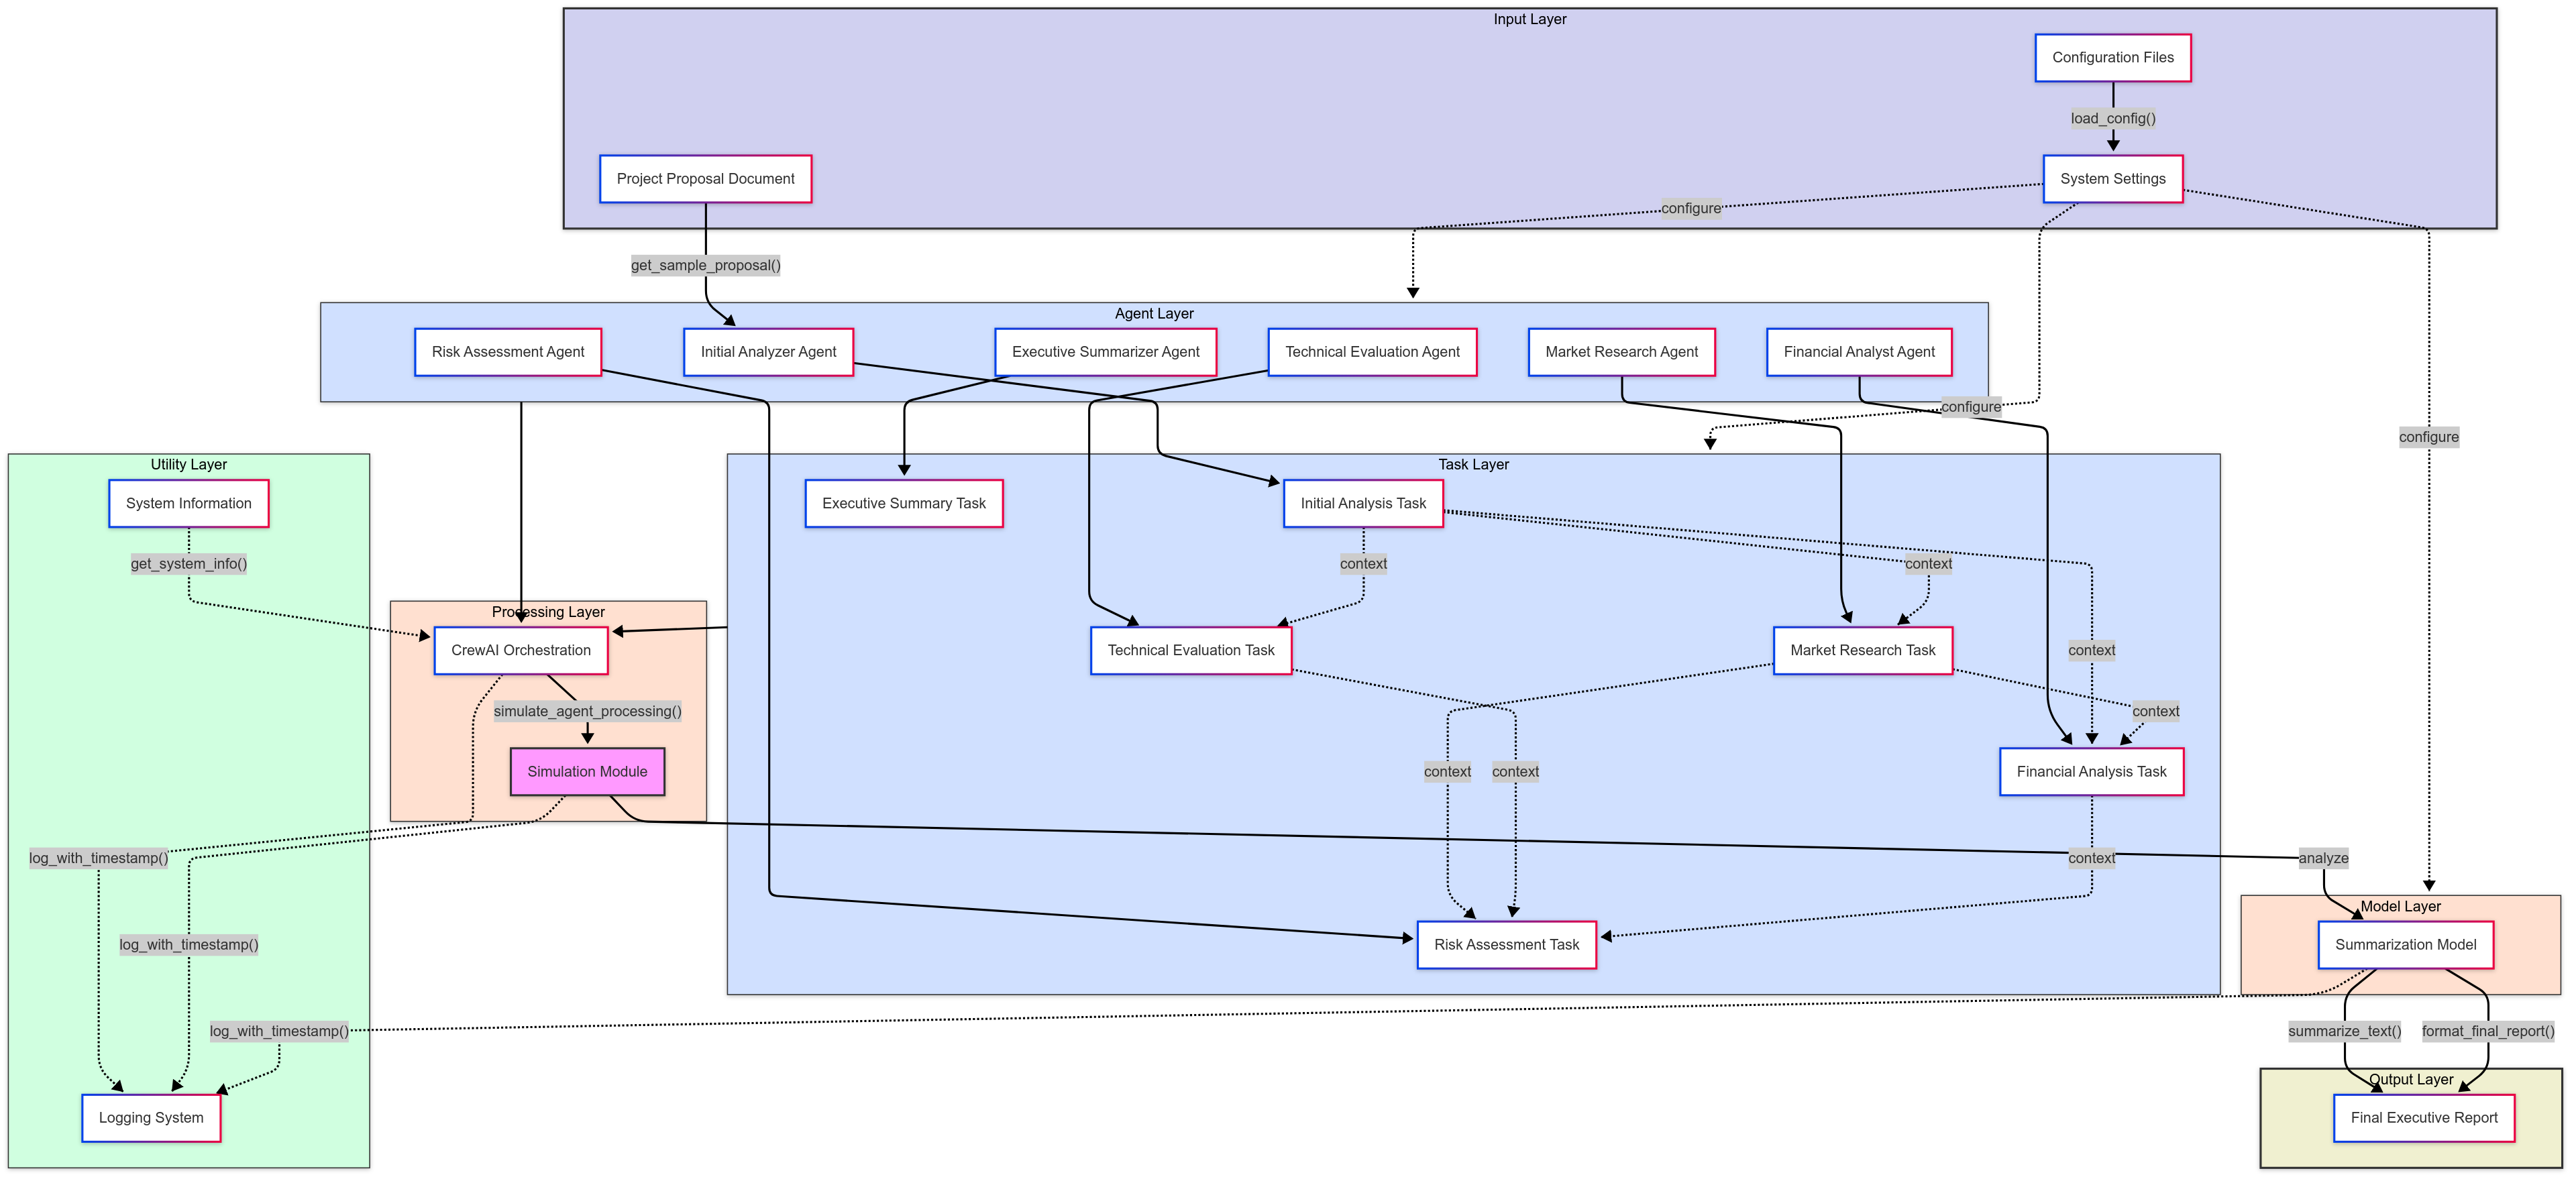 Input Layer
Configuration Files
load_config()
Project Proposal Document
System Settings
configure
get_sample_proposal()
Agent Layer
Risk Assessment Agent
Initial Analyzer Agent
Executive Summarizer Agent
Technical Evaluation Agent
Market Research Agent
Financial Analyst Agent
configure
configure
Utility Layer
Task Layer
System Information
Executive Summary Task
Initial Analysis Task
get_system_info()
context
context
Processing Layer
CrewAI Orchestration
Technical Evaluation Task
Market Research Task
context
simulate_agent_processing()
context
Simulation Module
context
context
Financial Analysis Task
log_with_timestamp()
context
analyze
Model Layer
log_with_timestamp()
Risk Assessment Task
Summarization Model
log_with_timestamp()
summarize_text()
format_final_report()
Output Layer
Logging System
Final Executive Report